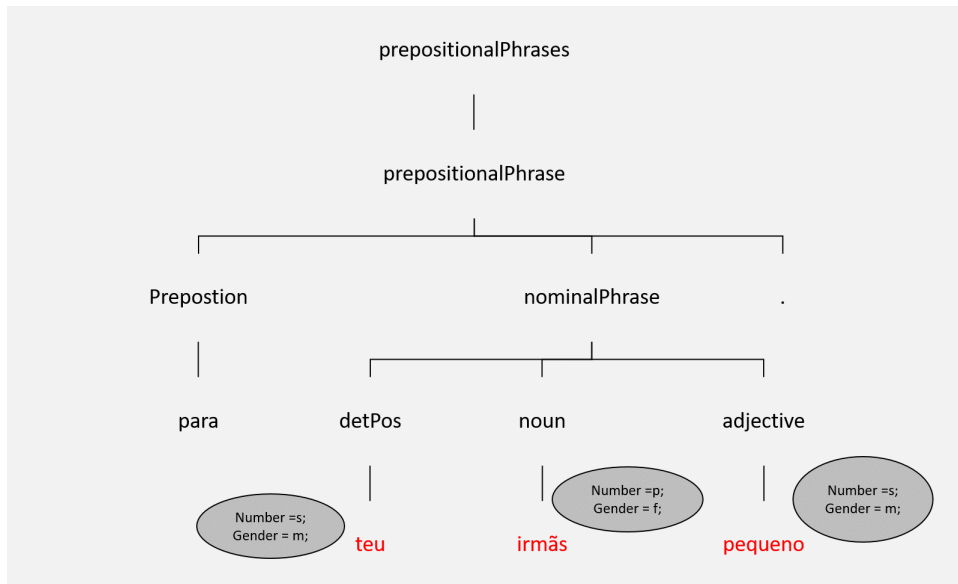 prepositionalPhrases
prepositionalPhrase
Prepostion nominalPhrase .
para detPos noun adjective
Number =s;
Gender = m;
teu
Number =p;
Gender = f;
irmãs
Number =s;
Gender = m;
pequeno